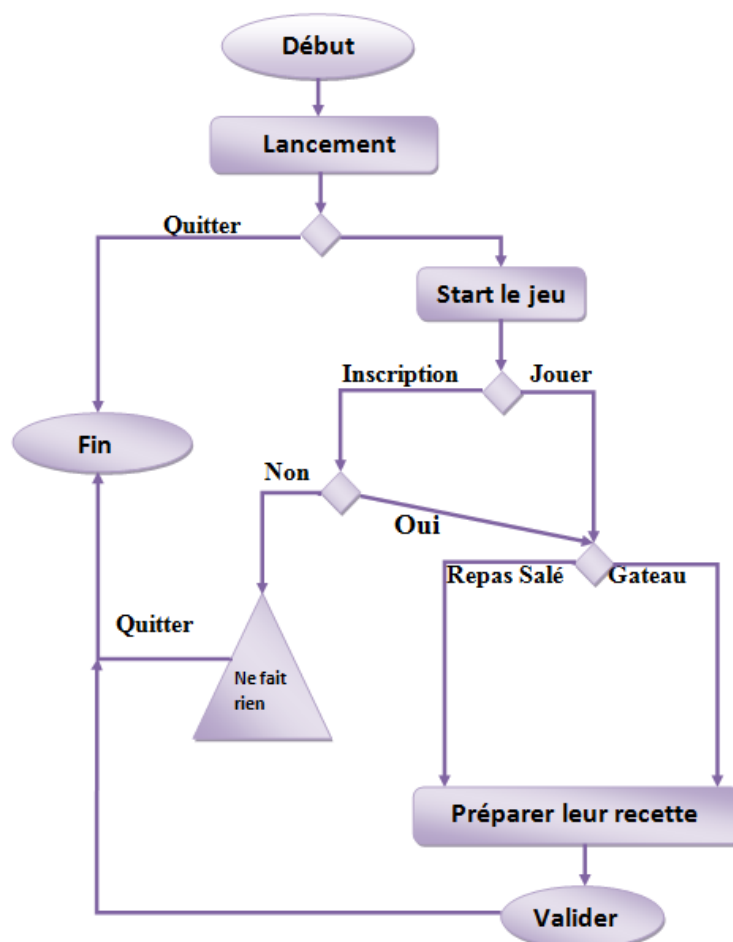 Début
Lancement
Quitter
Start le jeu
Inscription
Jouer
Fin
Non
Oui
Repas Salé
Gateau
Quitter
Ne fait
rien
Préparer leur recette
Valider